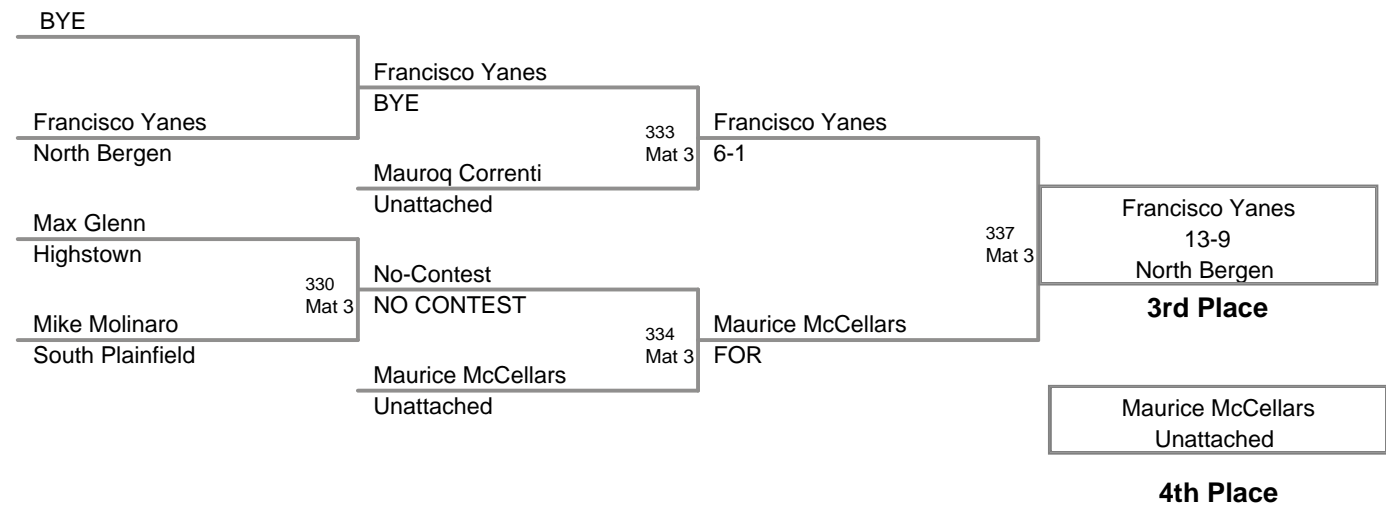 BYE
Francisco Yanes
BYE
Francisco Yanes
North Bergen
333
Mat 3
Francisco Yanes
6-1
Mauroq Correnti
Unattached
Max Glenn
Highstown
330
Mat 3
No-Contest
NO CONTEST
Mike Molinaro
South Plainfield
334
Mat 3
Maurice McCellars
FOR
Maurice McCellars
Unattached
337
Mat 3
Francisco Yanes
13-9
North Bergen
3rd Place
Maurice McCellars
Unattached
4th Place